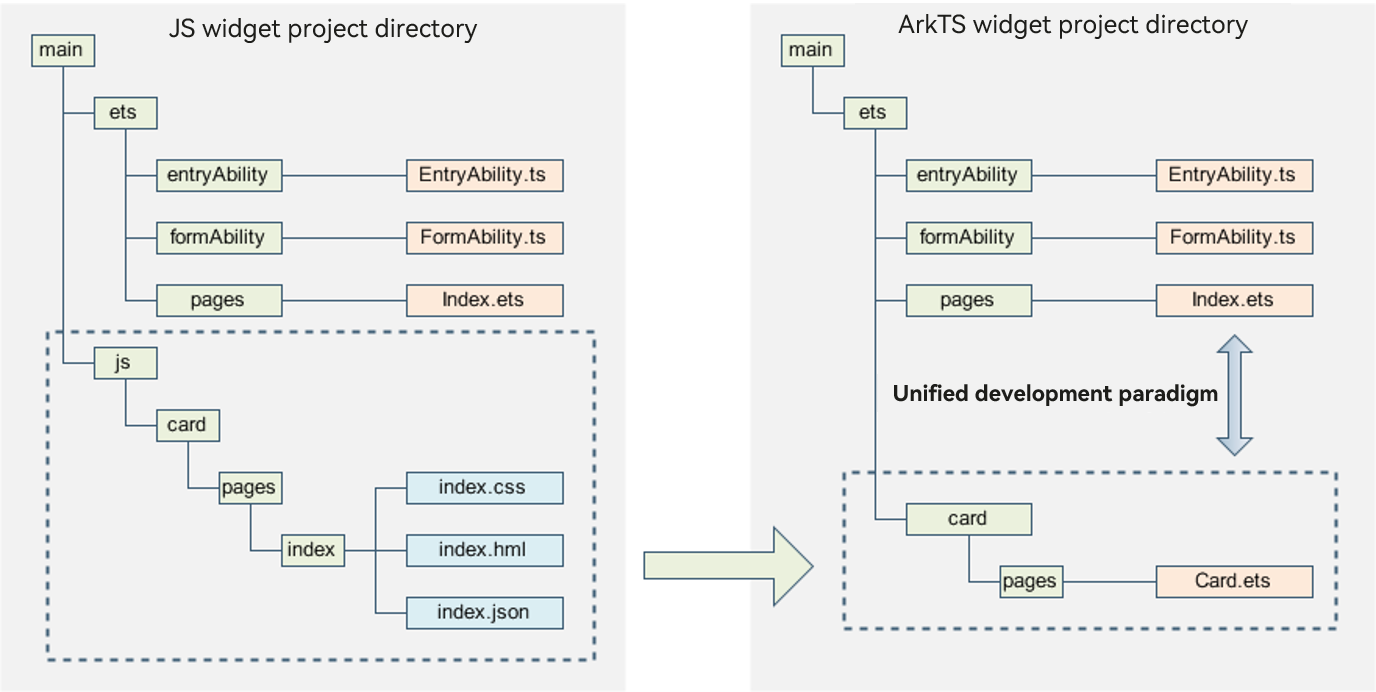 JS widget project directory
main
ets
entryAbility
EntryAbility.ts
formAbility
FormAbility.ts
pages
Index.ets
js
card
pages
index.css
index
index.hml
index.json
ArkTS widget project directory
main
ets
entryAbility
EntryAbility.ts
formAbility
FormAbility.ts
pages
Index.ets
Unified development paradigm
card
pages
Card.ets